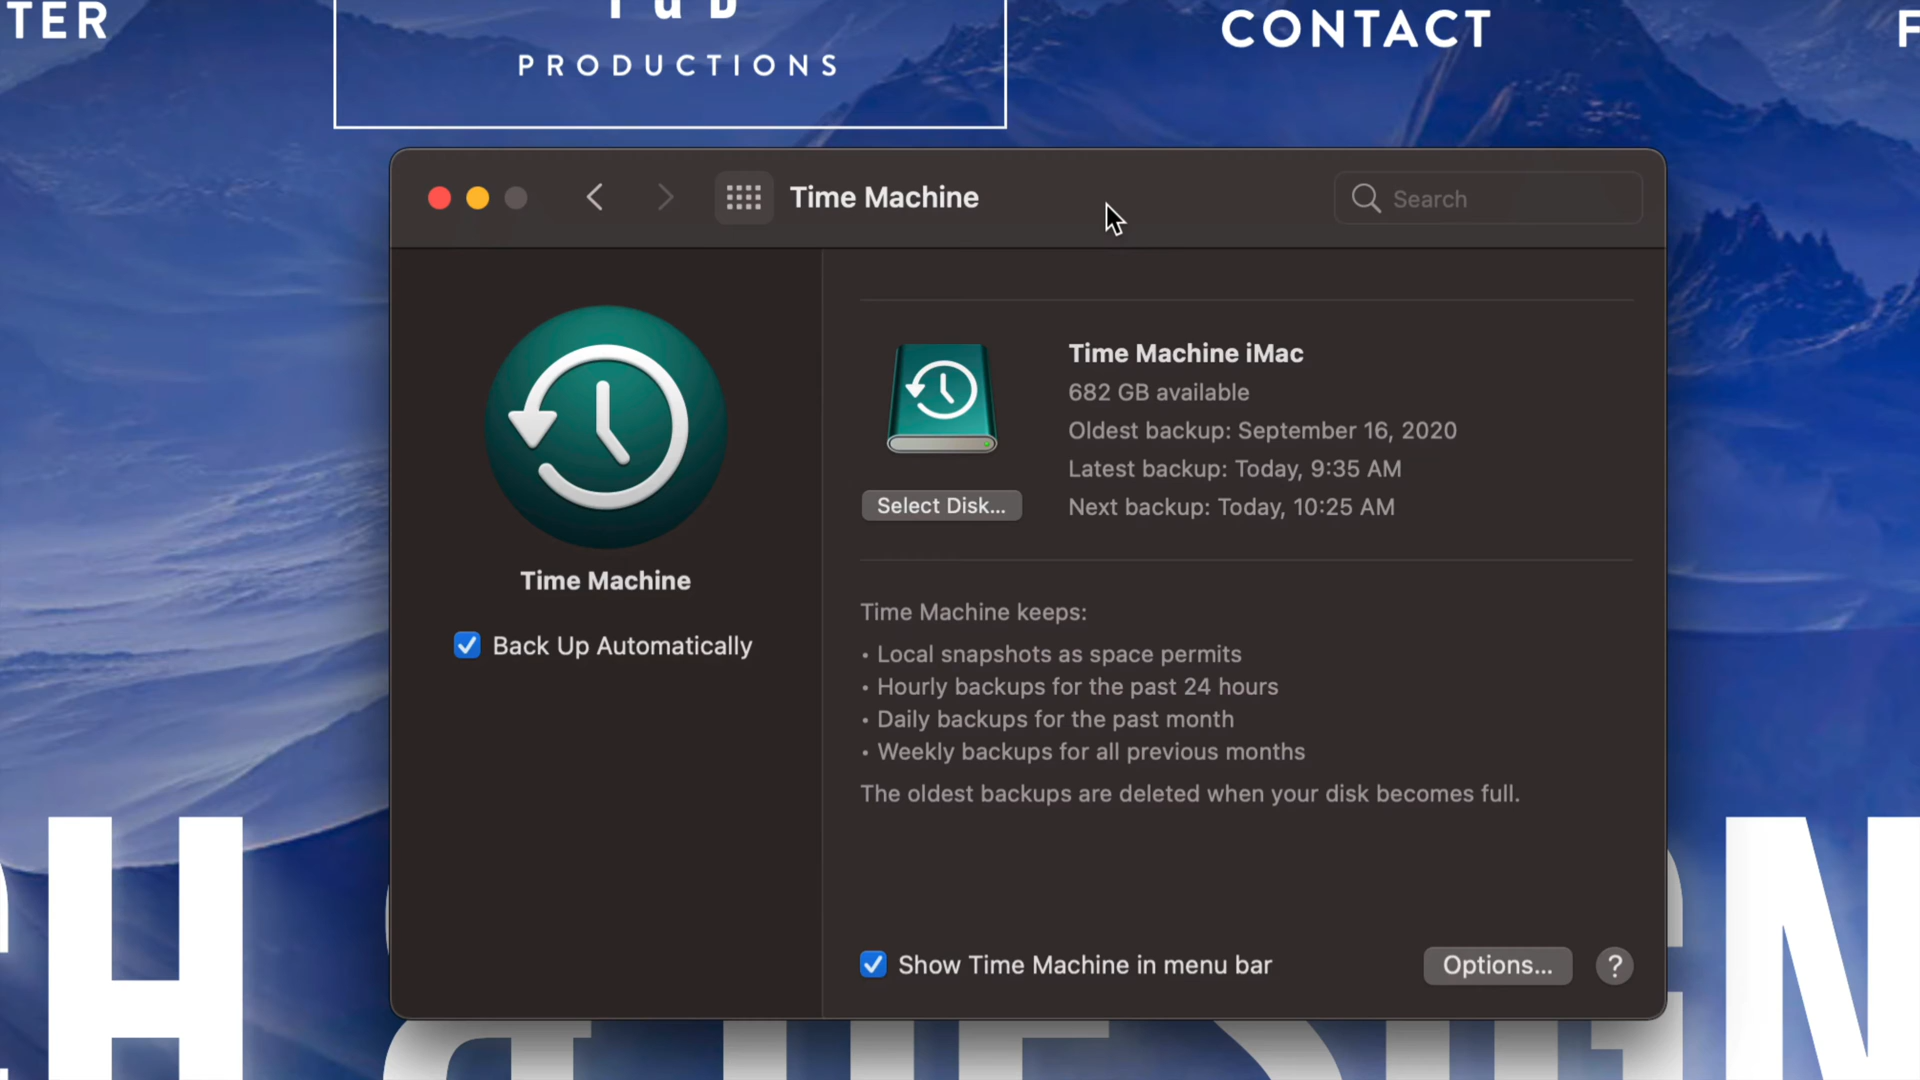 TER
PRODUCTIONS
CONTACT
F
Time Machine
Search
Time Machine iMac
682 GB available
Oldest backup: September 16, 2020
Latest backup: Today, 9:35 AM
Next backup: Today, 10:25 AM
Select Disk...
Time Machine
Back Up Automatically
Time Machine keeps:
• Local snapshots as space permits
• Hourly backups for the past 24 hours
• Daily backups for the past month
• Weekly backups for all previous months
The oldest backups are deleted when your disk becomes full.
Show Time Machine in menu bar
Options...
?